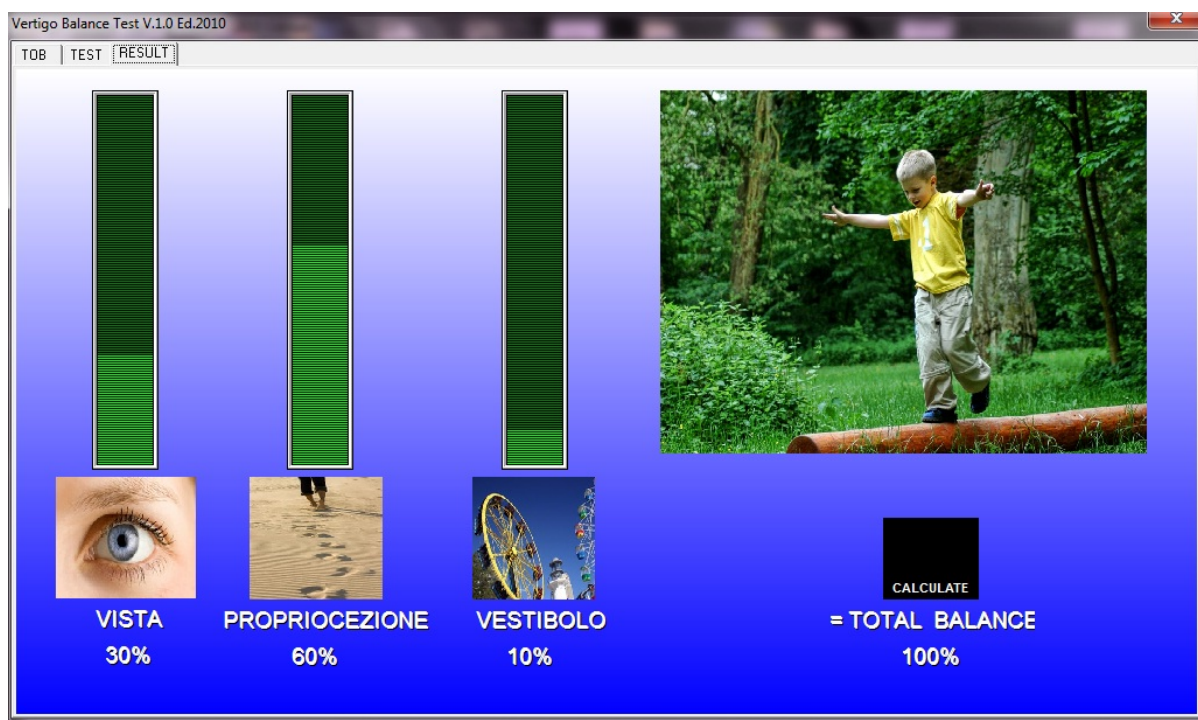 Vertigo Balance Test V.1.0 Ed.2010
TOB TEST RESULT
1
CALCULATE
VISTA PROPRIOCEZIONE VESTIBOLO = TOTAL BALANCE
30% 60% 10% 100%